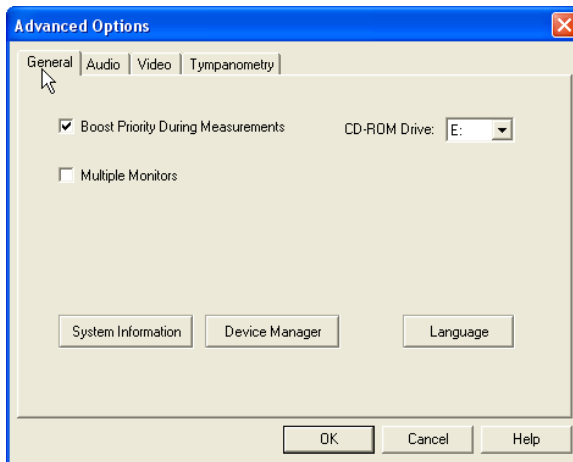 Advanced Options
General Audio Video Tympanometry
Boost Priority During Measurements CD-ROM Drive: E:
Multiple Monitors
System Information Device Manager Language
OK Cancel Help